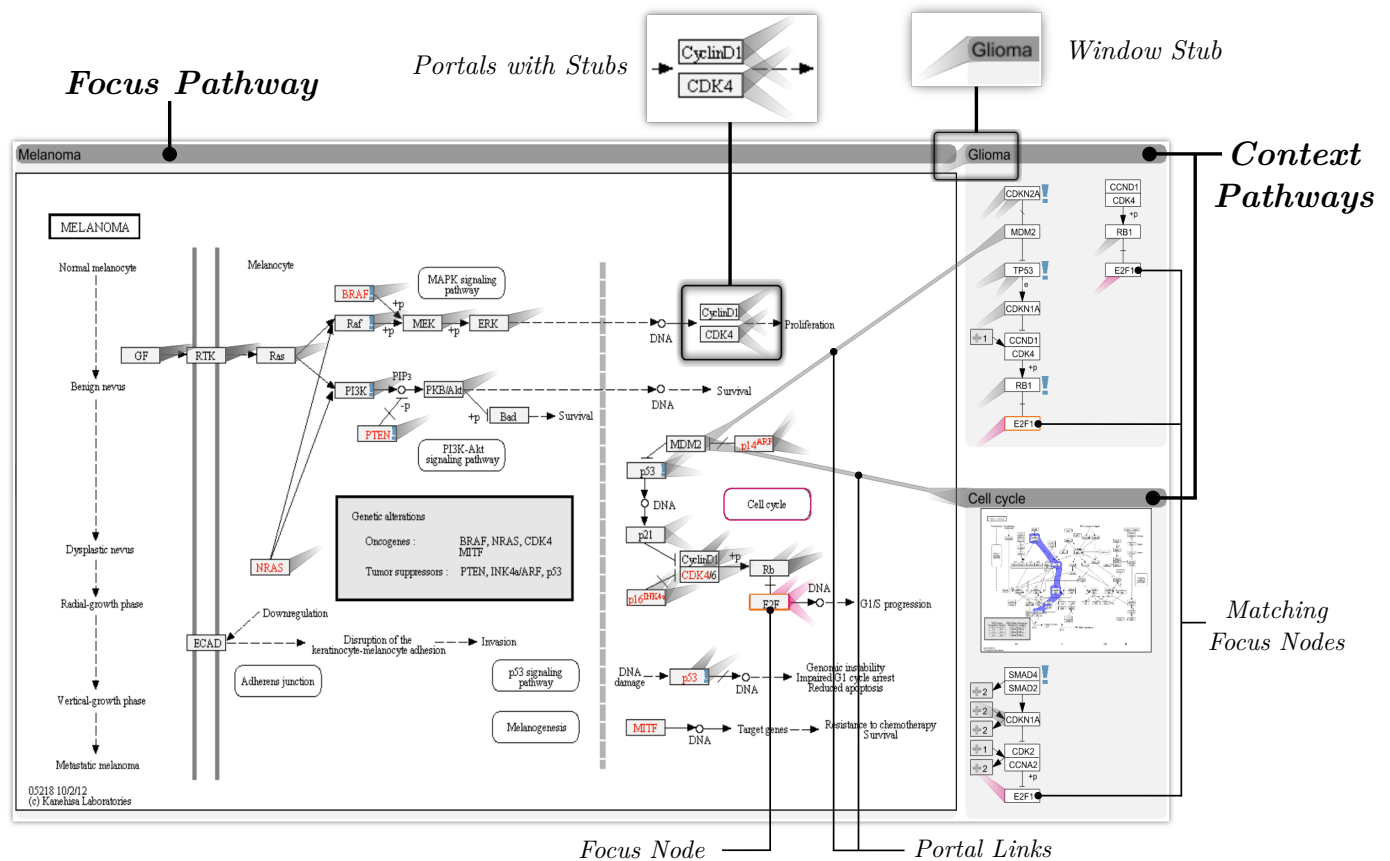 CyclinD1
CDK4
Portals with Stubs
Glioma
Window Stub
Focus Pathway
Melanoma
Glioma
Context
Pathways
MELANOMA
Normal melanocyte
Benign nevus
Dysplastic nevus
Radial-growth phase
Vertical-growth phase
Metastatic melanoma
05218 10/2/12
(c) Kanehisa Laboratories
Melanocyte
BRAF
MAPK signaling
pathway
+p
Raf
+p
MEK
+p
ERK
DNA
CyclinD1
CDK4
Proliferation
GF
RTK
Ras
PI3K
PIP3
-p
PKB/Akt
DNA
Survival
+p
Bad
Survival
PTEN
PI3K-Akt
signaling pathway
MDM2
p14ARF
p53
DNA
Cell cycle
p21
CyclinD1
CDK4/6
+p
Rb
p16INK4a
E2F
DNA
G1/S progression
Genetic alterations
Oncogenes : BRAF, NRAS, CDK4
MITF
Tumor suppressors : PTEN, INK4a/ARF, p53
NRAS
Downregulation
ECAD
Disruption of the
keratinocyte-melanocyte adhesion
Invasion
Adherens junction
p53 signaling
pathway
Melanogenesis
DNA
damage
p53
DNA
Genomic instability
Impaired G1 cycle arrest
Reduced apoptosis
MITF
DNA
Target genes
Resistance to chemotherapy
Survival
CDKN2A
MDM2
TP53
e
CDKN1A
1
CCND1
CDK4
+p
RB1
E2F1
CCND1
CDK4
+p
RB1
E2F1
Cell cycle
SMAD4
SMAD2
2
2
CDKN1A
2
1
CDK2
CCNA2
2
+p
E2F1
Matching
Focus Nodes
Focus Node
Portal Links